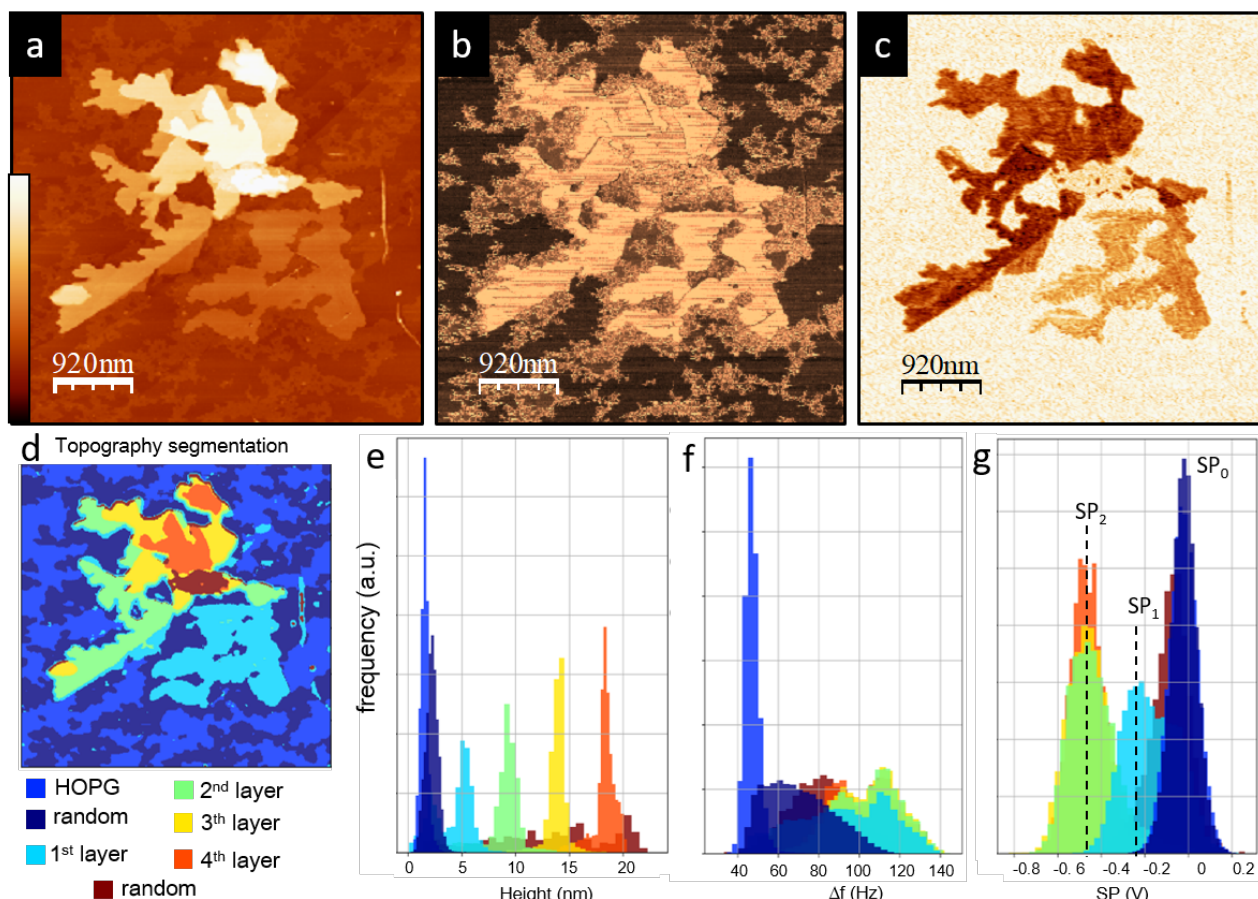 a
b
c
920nm
920nm
920nm
d Topography segmentation
HOPG
random
1st layer
2nd layer
3th layer
4th layer
random
e
frequency (a.u.)
0 5 10 15 20
Height (nm)
f
40 60 80 100 120 140
Δf (Hz)
g
SP2
SP1
SP0
-0.8 -0.6 -0.4 -0.2 0 0.2
SP (V)